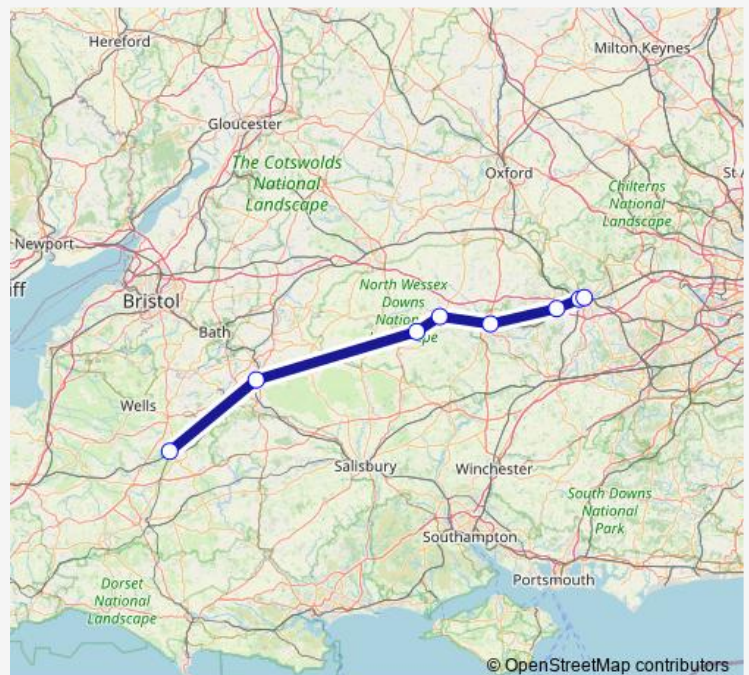 Hereford
Milton Keynes
Gloucester
The Cotswolds
National
Landscape
Oxford
St A
Chilterns
National
Landscape
Newport
iff
North Wessex
Downs
Bristol
Bath
Wells
Salisbury
Winchester
South Downs
National
Park
Southampton
Portsmouth
Dorset
National
Landscape
© OpenStreetMap contributors